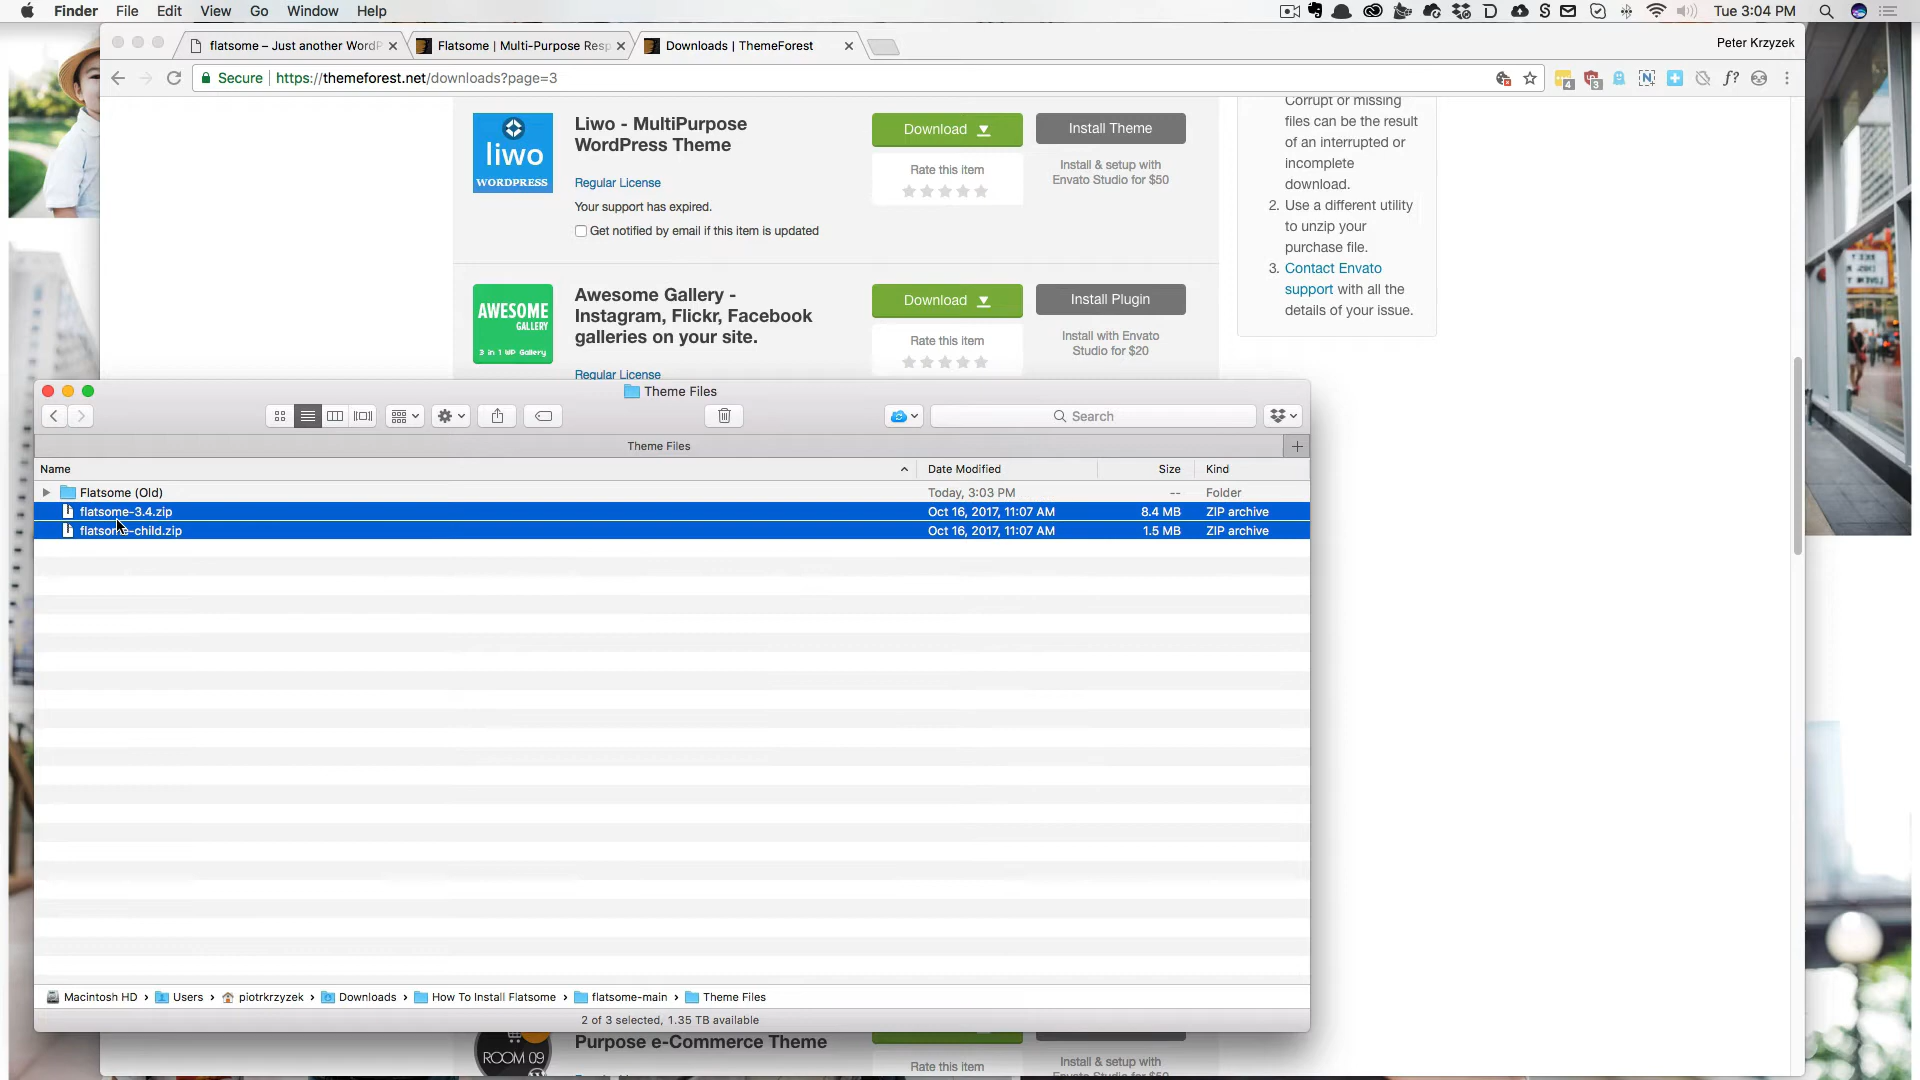 Finder File Edit View Go Window Help
Tue 3:04 PM
flatsome – Just another WordP
Flatsome | Multi-Purpose Resp
Downloads | ThemeForest
Peter Krzyzek
Secure | https://themeforest.net/downloads?page=3
liwo
WORDPRESS
Liwo - MultiPurpose
WordPress Theme
Regular License
Your support has expired.
Get notified by email if this item is updated
Download
Rate this item
Install Theme
Install & setup with
Envato Studio for $50
Corrupt or missing
files can be the result
of an interrupted or
incomplete
download.
2. Use a different utility
to unzip your
purchase file.
3. Contact Envato
support with all the
details of your issue.
AWESOME
GALLERY
3 in 1 WP Gallery
Awesome Gallery -
Instagram, Flickr, Facebook
galleries on your site.
Regular License
Download
Rate this item
Install Plugin
Install with Envato
Studio for $20
Theme Files
Search
Theme Files
Name Date Modified Size Kind
Flatsome (Old) Today, 3:03 PM -- Folder
flatsome-3.4.zip Oct 16, 2017, 11:07 AM 8.4 MB ZIP archive
flatsome-child.zip Oct 16, 2017, 11:07 AM 1.5 MB ZIP archive
Macintosh HD › Users › piotrkrzyzek › Downloads › How To Install Flatsome › flatsome-main › Theme Files
2 of 3 selected, 1.35 TB available
ROOM 09
Purpose e-Commerce Theme
Rate this item
Install & setup with
Envato Studio for $50